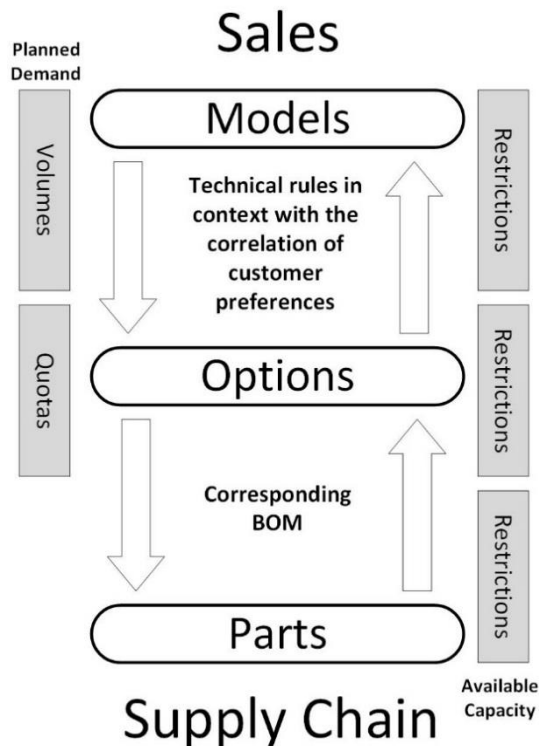 Sales
Planned
Demand
Models
Volumes
Restrictions
Technical rules in
context with the
correlation of
customer
preferences
Quotas
Options
Restrictions
Corresponding
BOM
Restrictions
Parts
Available
Capacity
Supply Chain